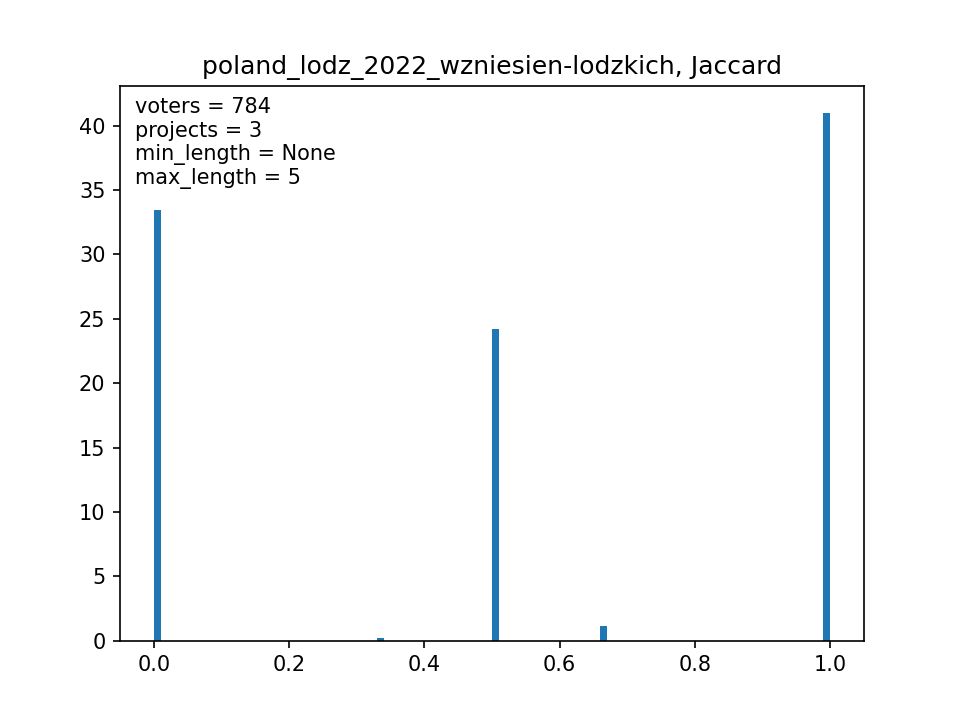 poland_lodz_2022_wzniesien-lodzkich, Jaccard
voters = 784
projects = 3
min_length = None
max_length = 5
40
35
30
25
20
15
10
5
0
0.0 0.2 0.4 0.6 0.8 1.0